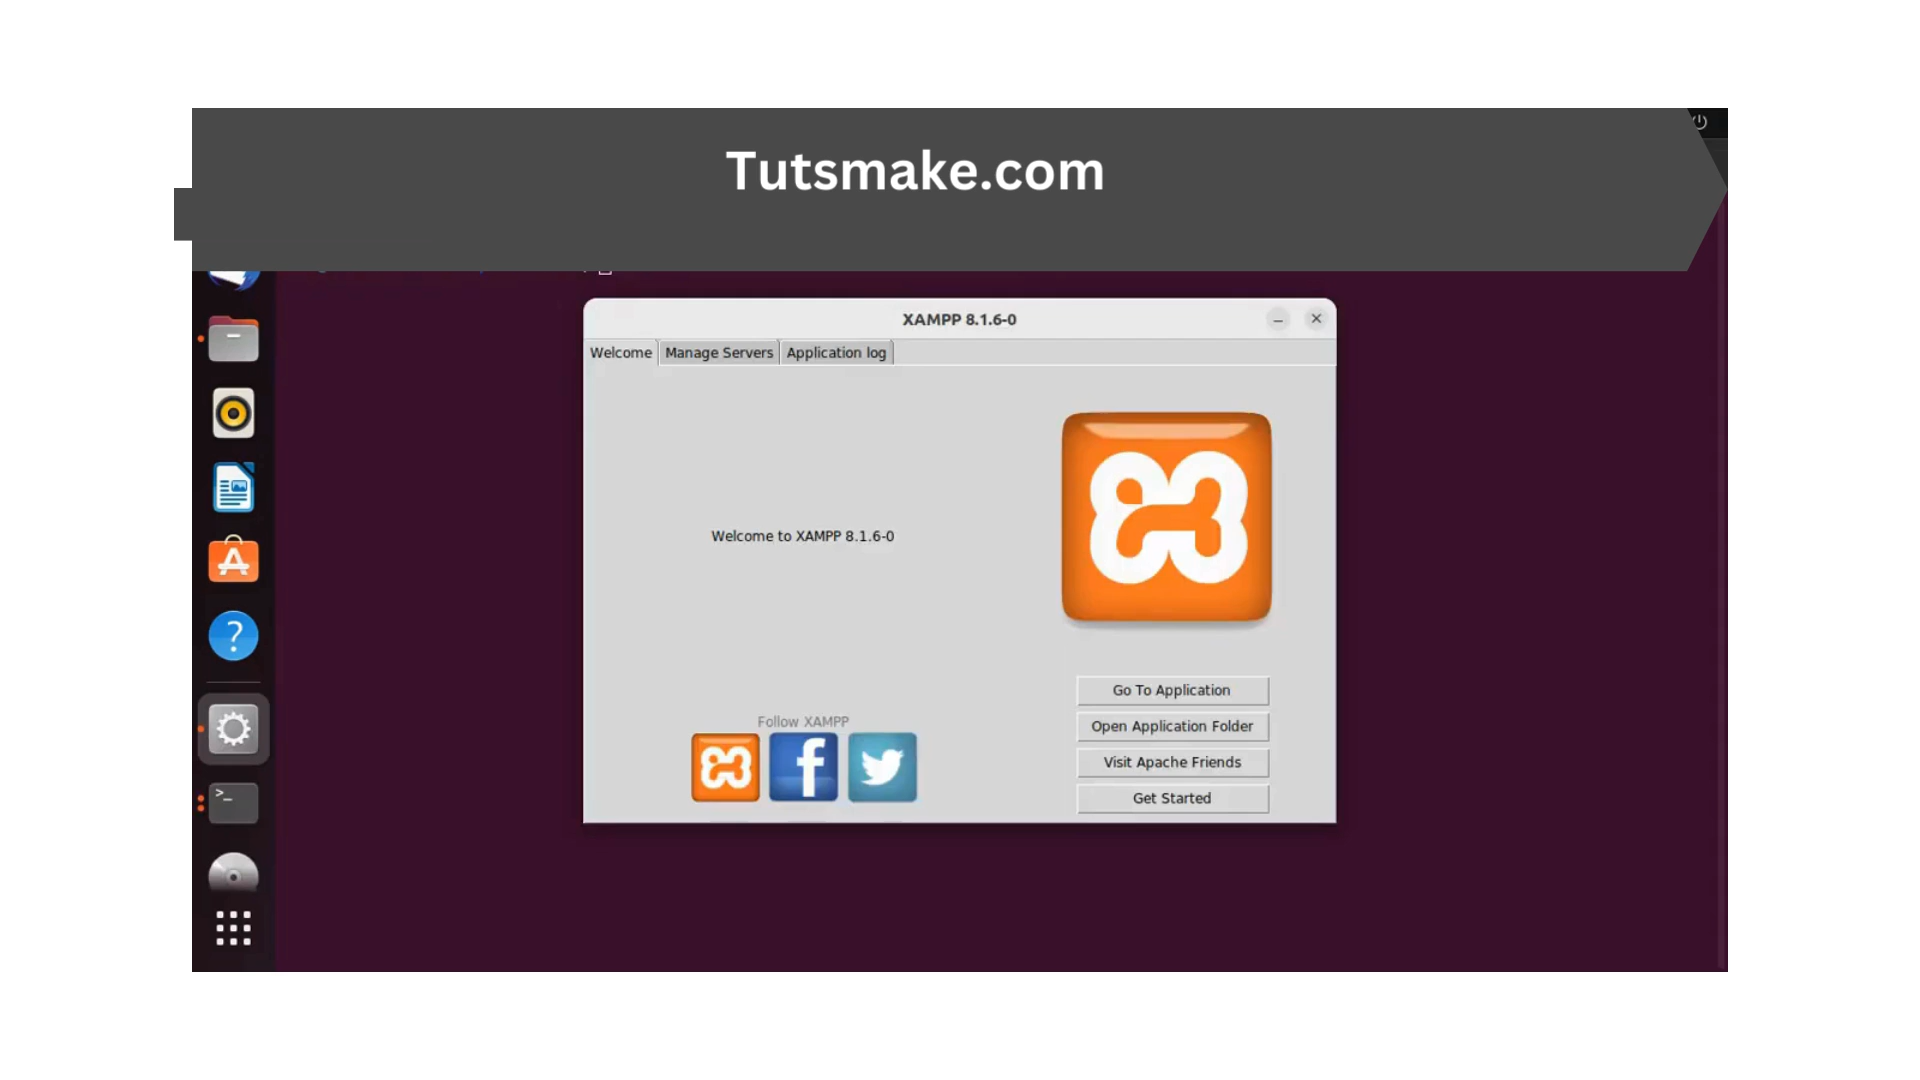 Tutsmake.com
XAMPP 8.1.6-0
Welcome
Manage Servers
Application log
Welcome to XAMPP 8.1.6-0
Go To Application
Open Application Folder
Visit Apache Friends
Get Started
Follow XAMPP